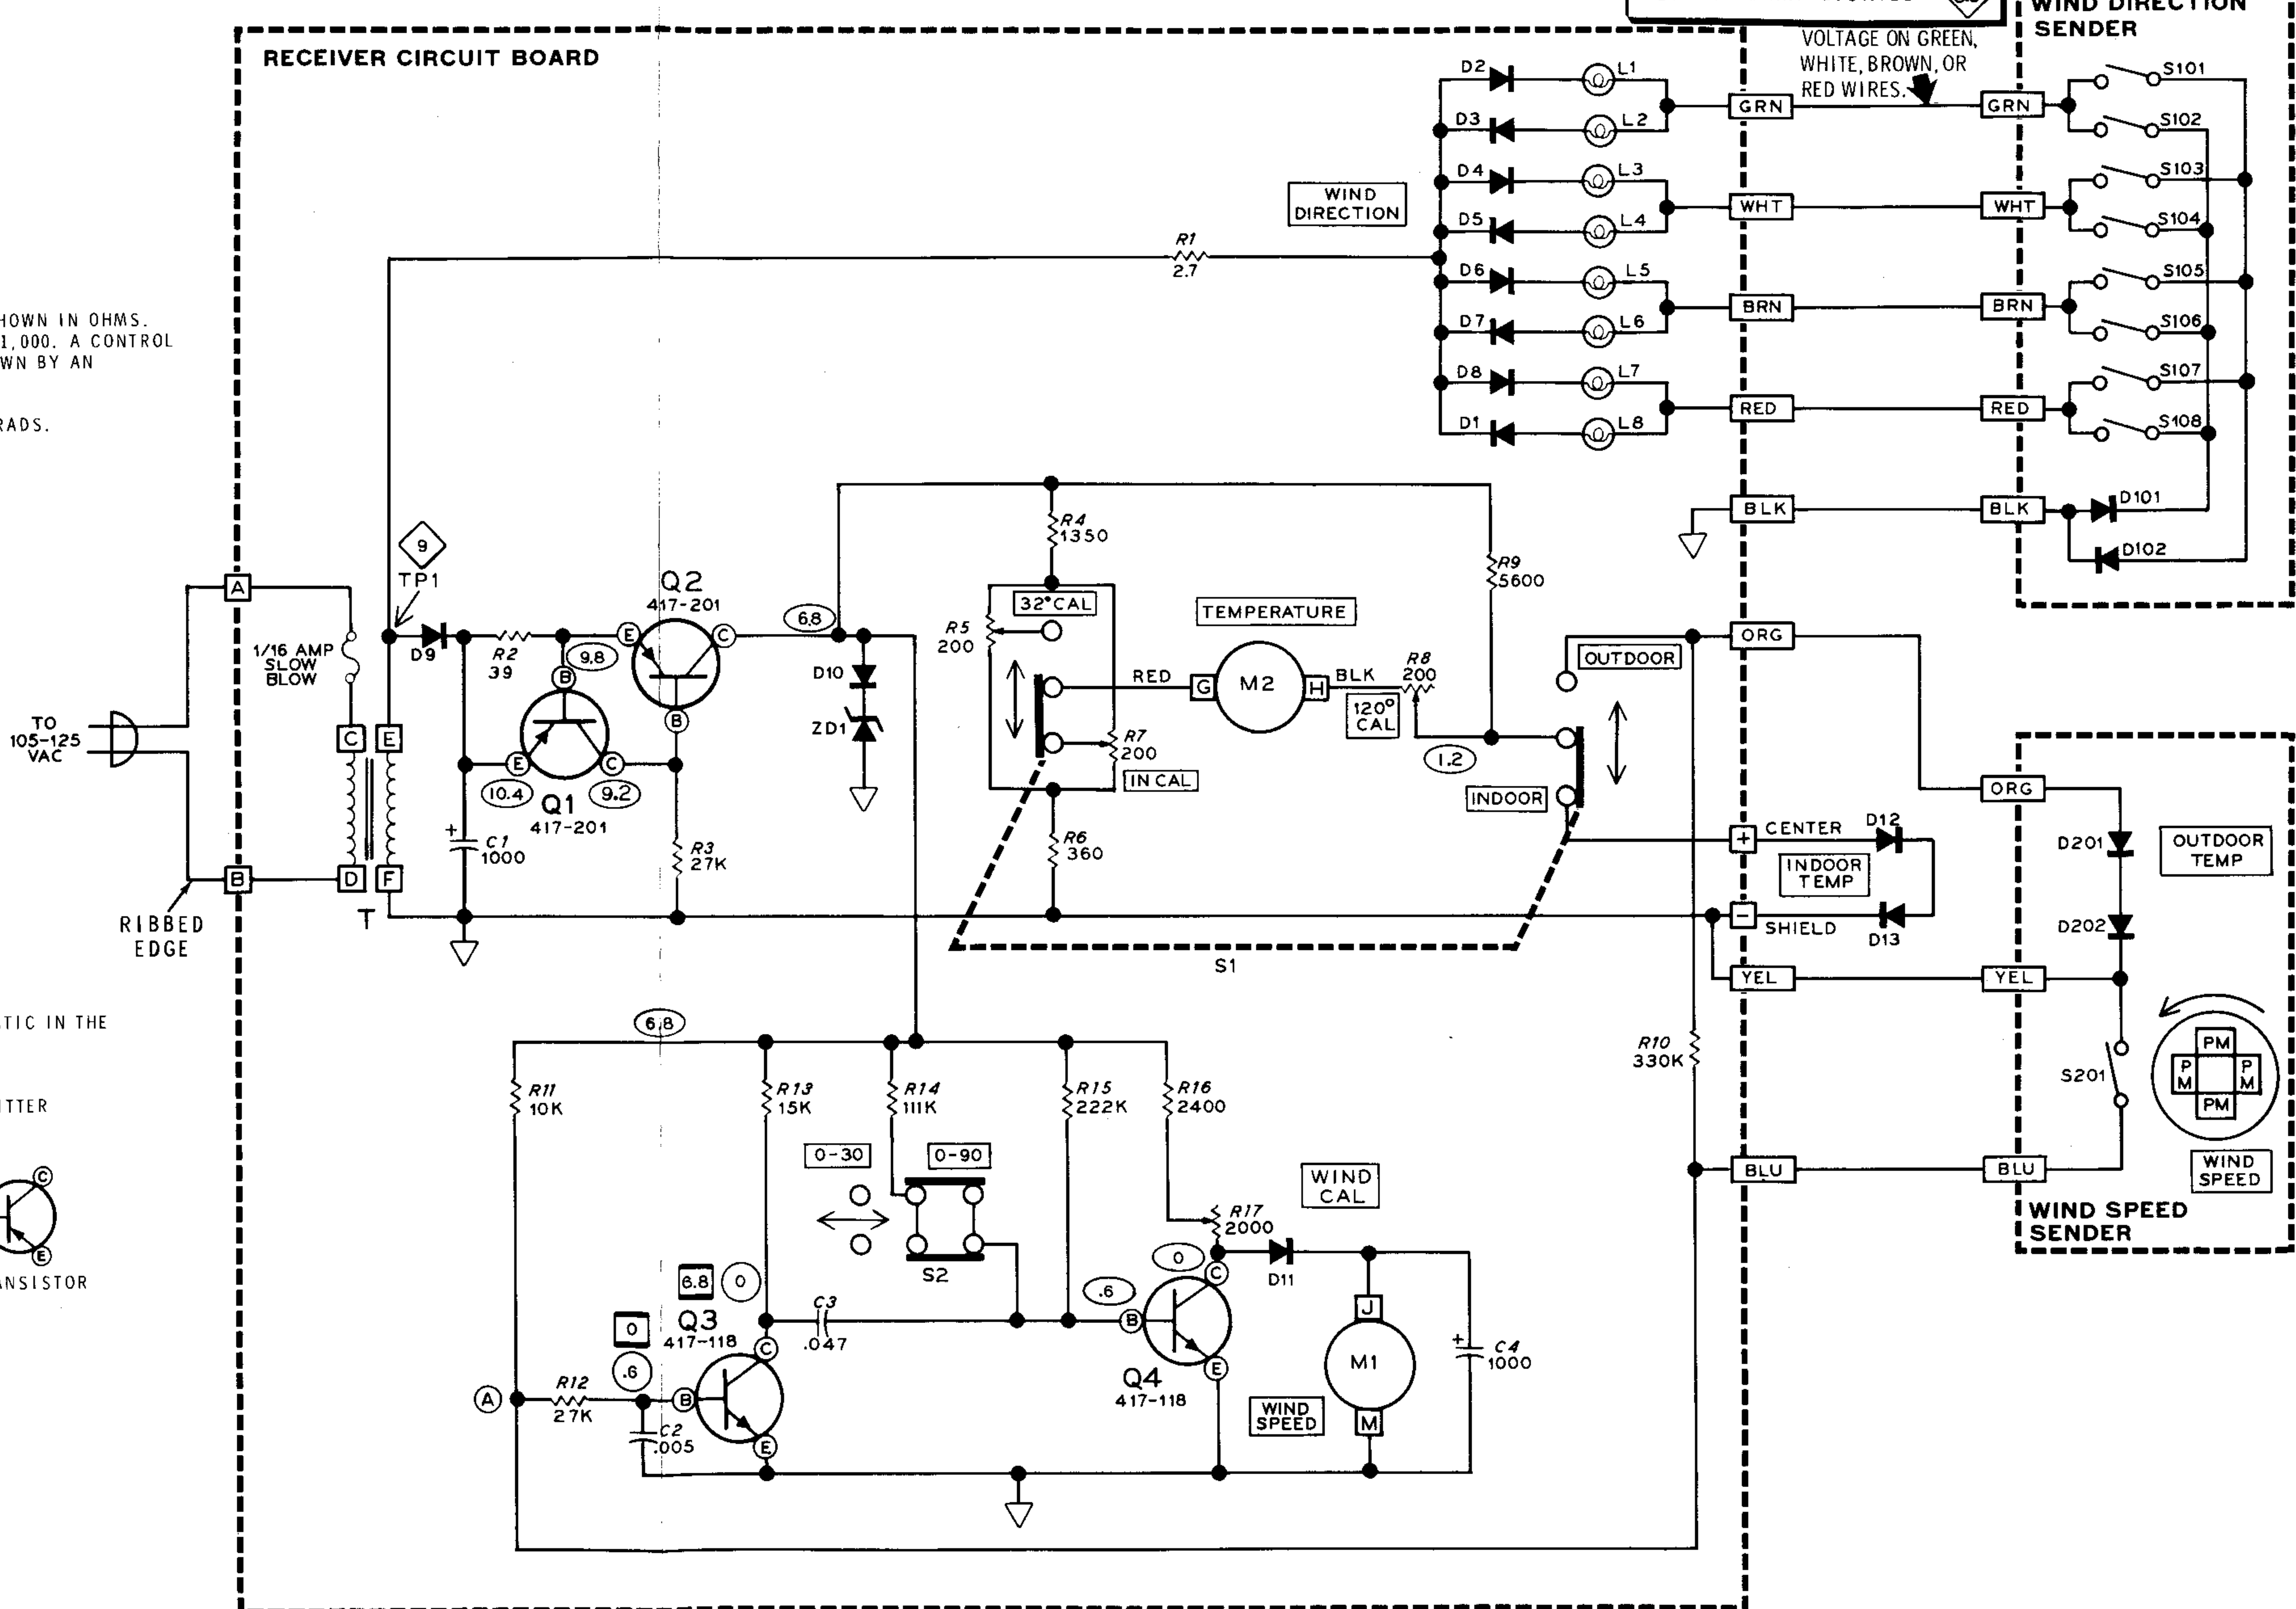 WIND DIRECTION
SENDER
RECEIVER CIRCUIT BOARD
VOLTAGE ON GREEN,
WHITE, BROWN, OR
RED WIRES.
D2
L1
S101
GRN
GRN
D3
L2
S102
D4
L3
S103
WIND
DIRECTION
WHT
WHT
D5
L4
S104
R1
2.7
D6
L5
S105
BRN
BRN
D7
L6
S106
HOWN IN OHMS.
1,000. A CONTROL
WN BY AN
D8
L7
S107
RED
RED
D1
L8
S108
RADS.
BLK
BLK
D101
D102
R4
1350
9
TP1
A
Q2
417-201
6.8
32° CAL
TEMPERATURE
R9
5600
ORG
R5
200
E
C
1/16 AMP
SLOW
BLOW
D9
R2
39
9.8
B
D10
RED
G
M2
H
BLK
R8
200
OUTDOOR
120°
CAL
TO
105-125
VAC
C
E
B
ZD1
R7
200
1.2
IN CAL
INDOOR
ORG
E
C
10.4
Q1
9.2
417-201
C1
1000
+
R3
27K
R6
360
+
CENTER
D12
D201
OUTDOOR
TEMP
INDOOR
TEMP
B
D
F
T
RIBBED
EDGE
-
SHIELD
D13
D202
S1
YEL
YEL
TIC IN THE
6.8
R10
330K
PM
S201
PM
PM
PM
R11
10K
R13
15K
R14
111K
R15
222K
R16
2400
ITTER
0-30
0-90
WIND
CAL
BLU
BLU
WIND
SPEED
C
E
ANSISTOR
R17
2000
WIND SPEED
SENDER
S2
6.8
0
0
C
D11
.6
C3
.047
Q3
417-118
0
.6
C
B
J
M1
C4
1000
+
E
Q4
417-118
R12
27K
A
B
C2
.005
E
WIND
SPEED
M